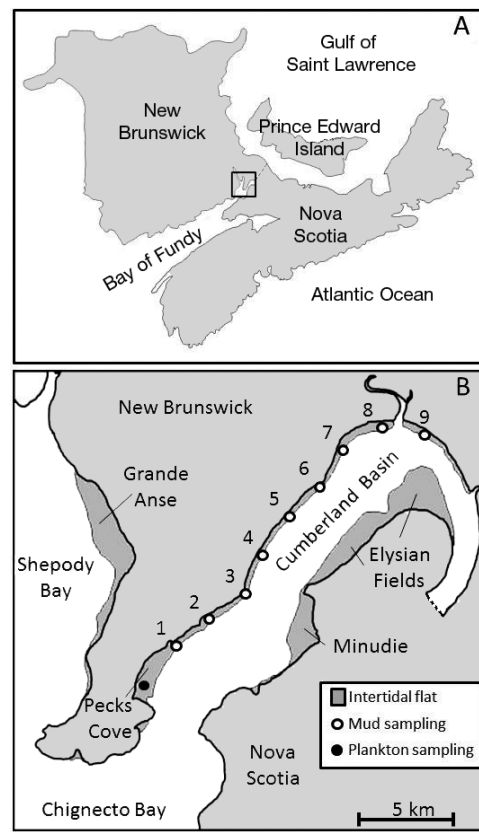 A
Gulf of
Saint Lawrence
New
Brunswick
Prince Edward
Island
Nova
Scotia
Bay of Fundy
Atlantic Ocean
B
New Brunswick
8
9
7
Grande
Anse
6
Cumberland Basin
5
4
Elysian
Fields
Shepody
Bay
3
2
1
Minudie
Pecks
Cove
Intertidal flat
Mud sampling
Plankton sampling
Nova
Scotia
Chignecto Bay
5 km